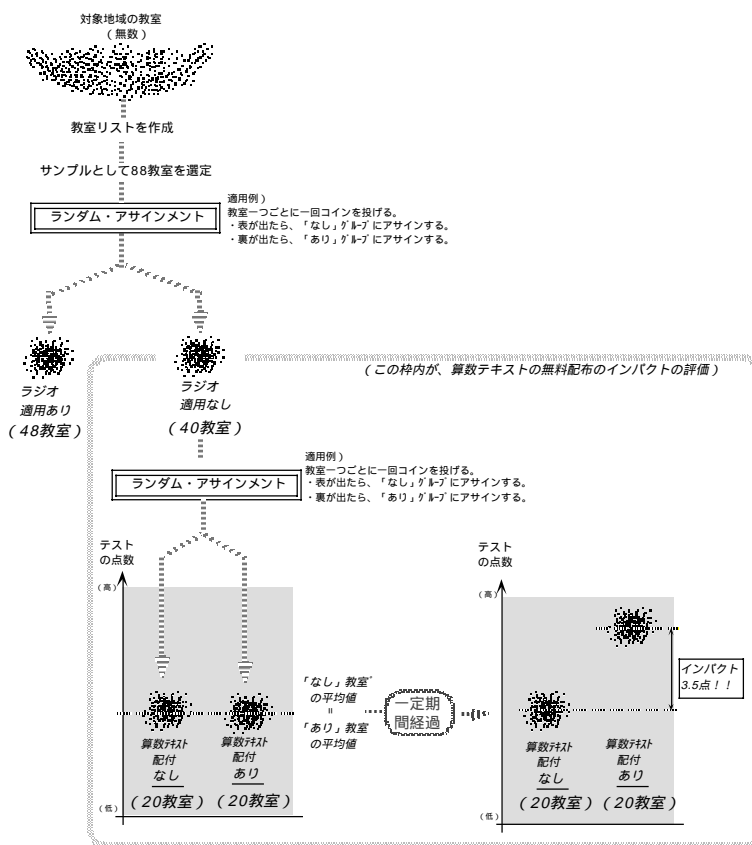 対象地域の教室
(無数)
教室リストを作成
サンプルとして88教室を選定
ランダム・アサインメント
適用例)
教室一つごとに一回コインを投げる。
・表が出たら、「なし」グループにアサインする。
・裏が出たら、「あり」グループにアサインする。
ラジオ
適用あり
(48教室)
ラジオ
適用なし
(40教室)
(この枠内が、算数テキストの無料配布のインパクトの評価)
ランダム・アサインメント
適用例)
教室一つごとに一回コインを投げる。
・表が出たら、「なし」グループにアサインする。
・裏が出たら、「あり」グループにアサインする。
テスト
の点数
(高)
(低)
算数テキスト
配付
なし
(20教室)
算数テキスト
配付
あり
(20教室)
「なし」教室゛
の平均値
=
「あり」教室
の平均値
一定期
間経過
テスト
の点数
(高)
(低)
インパクト
3.5点!!
算数テキスト
配付
なし
(20教室)
算数テキスト
配付
あり
(20教室)